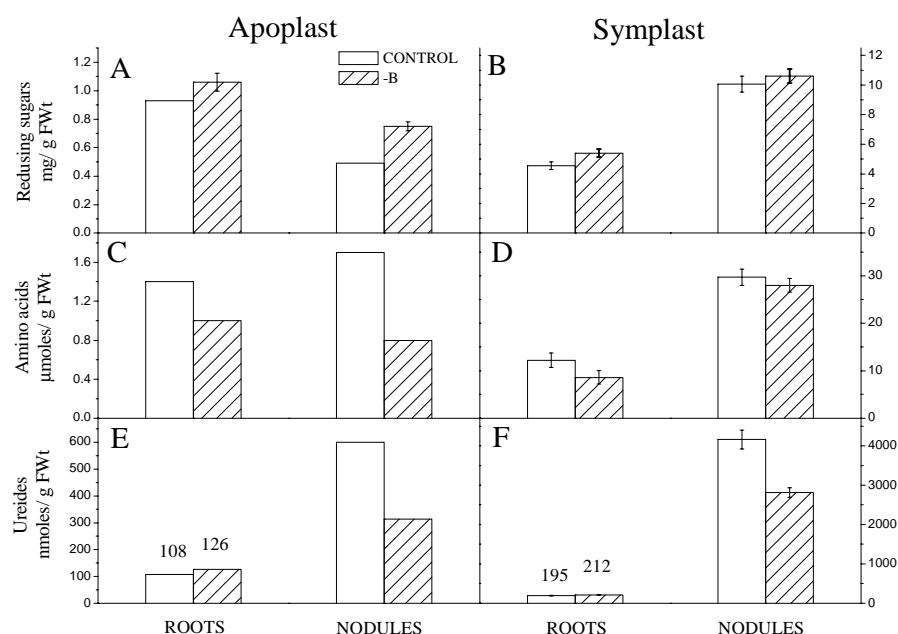 Apoplast Symplast
A
CONTROL
-B
B
Redusing sugars
mg/ g FWt
1.2
1.0
0.8
0.6
0.4
0.2
0.0
12
10
8
6
4
2
0
C
D
Amino acids
µmoles/ g FWt
1.6
1.2
0.8
0.4
0.0
30
20
10
0
E
F
Ureides
nmoles/ g FWt
600
500
400
300
200
100
0
108
126
195
212
4000
3000
2000
1000
0
ROOTS NODULES ROOTS NODULES